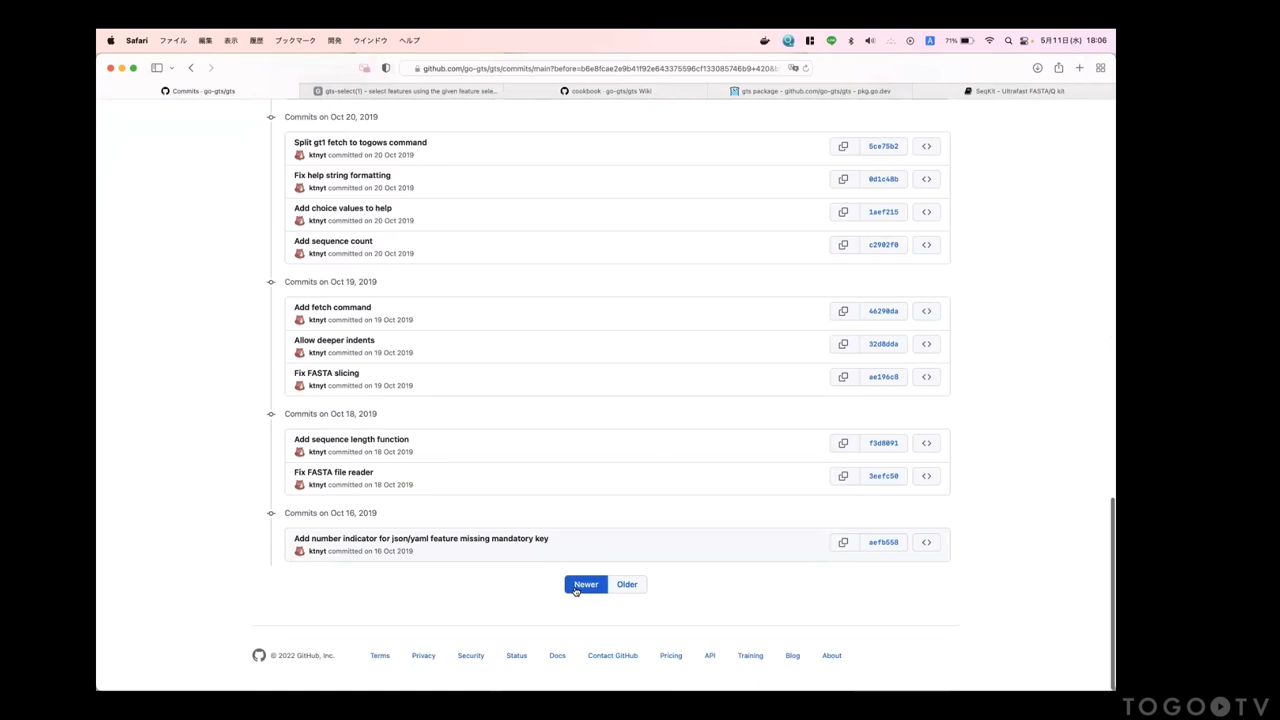 Safari ファイル 編集 表示 履歴 ブックマーク 開発 ウインドウ ヘルプ A 71% 5月11日(水) 18:06
github.com/go-gts/gts/commits/main?before=b6e8fcae2e9b41f92e643375596cf133085746b9+420&b
Commits · go-gts/gts
gts-select(1) – select features using the given feature sele...
cookbook · go-gts/gts Wiki
gts package - github.com/go-gts/gts - pkg.go.dev
SeqKit - Ultrafast FASTA/Q kit
Commits on Oct 20, 2019
Split gt1 fetch to togows command
ktnyt committed on 20 Oct 2019
5ce75b2
Fix help string formatting
ktnyt committed on 20 Oct 2019
0d1c48b
Add choice values to help
ktnyt committed on 20 Oct 2019
1aef215
Add sequence count
ktnyt committed on 20 Oct 2019
c2902f0
Commits on Oct 19, 2019
Add fetch command
ktnyt committed on 19 Oct 2019
46290da
Allow deeper indents
ktnyt committed on 19 Oct 2019
32d8dda
Fix FASTA slicing
ktnyt committed on 19 Oct 2019
ae196c8
Commits on Oct 18, 2019
Add sequence length function
ktnyt committed on 18 Oct 2019
f3d8091
Fix FASTA file reader
ktnyt committed on 18 Oct 2019
3eefc50
Commits on Oct 16, 2019
Add number indicator for json/yaml feature missing mandatory key
ktnyt committed on 16 Oct 2019
aefb558
Newer Older
© 2022 GitHub, Inc. Terms Privacy Security Status Docs Contact GitHub Pricing API Training Blog About
TOGO TV